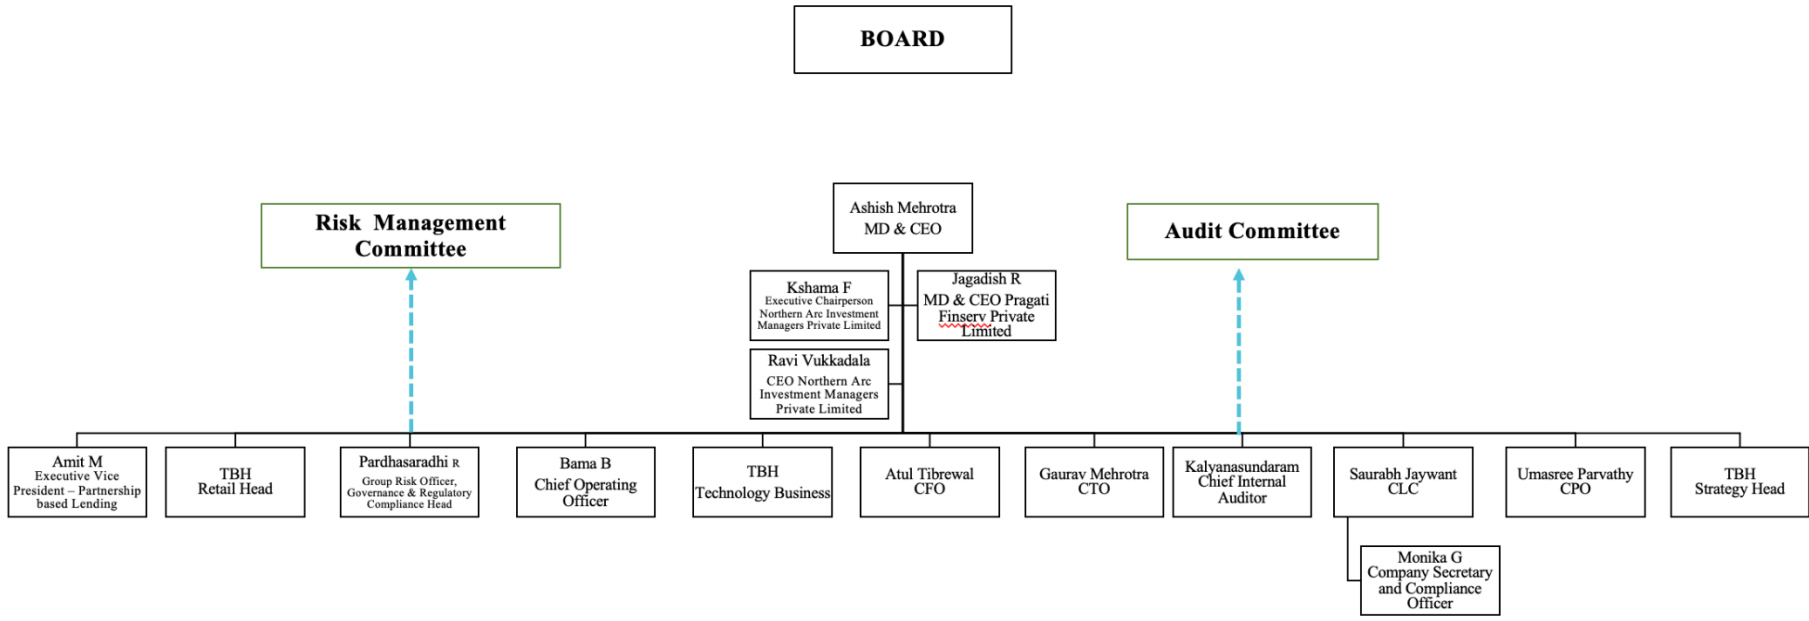 BOARD
Ashish Mehrotra
MD & CEO
Risk Management
Committee
Audit Committee
Kshama F
Executive Chairperson
Northern Arc Investment
Managers Private Limited
Jagadish R
MD & CEO Pragati
Finserv Private
Limited
Ravi Vukkadala
CEO Northern Arc
Investment Managers
Private Limited
Amit M
Executive Vice
President – Partnership
based Lending
TBH
Retail Head
Pardhasaradhi R
Group Risk Officer,
Governance & Regulatory
Compliance Head
Bama B
Chief Operating
Officer
TBH
Technology Business
Atul Tibrewal
CFO
Gaurav Mehrotra
CTO
Kalyanasundaram
Chief Internal
Auditor
Saurabh Jaywant
CLC
Umasree Parvathy
CPO
TBH
Strategy Head
Monika G
Company Secretary
and Compliance
Officer